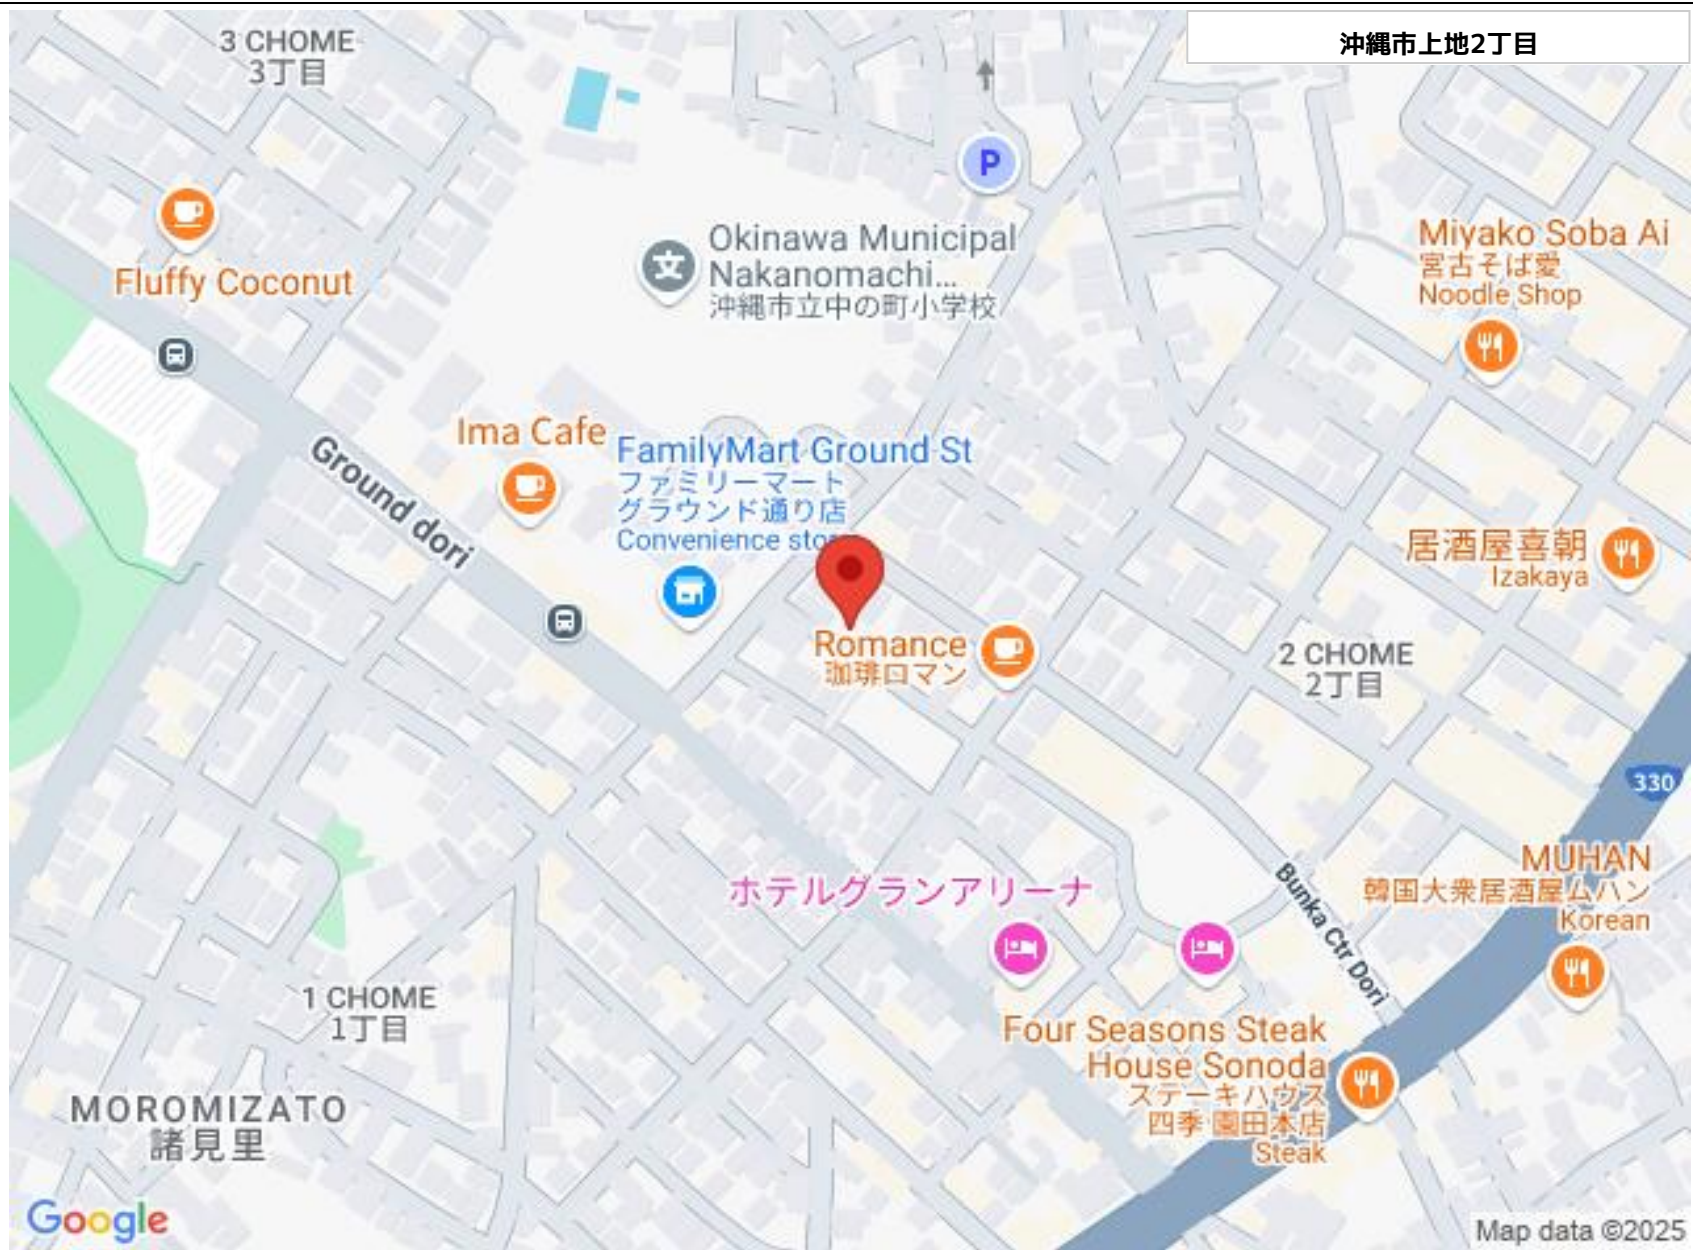 沖縄市上地2丁目
3 CHOME
3丁目
Fluffy Coconut
Okinawa Municipal
Nakanomachi...
沖縄市立中の町小学校
P
Miyako Soba Ai
宮古そば愛
Noodle Shop
Ground dori
Ima Cafe
FamilyMart Ground St
ファミリーマート
グラウンド通り店
Convenience sto
居酒屋喜朝
Izakaya
Romance
珈琲ロマン
2 CHOME
2丁目
330
MUHAN
韓国大衆居酒屋ムハン
Korean
ホテルグランアリーナ
Bunka Ctr Dori
1 CHOME
1丁目
Four Seasons Steak
House Sonoda
ステーキハウス
四季 園田本店
Steak
MOROMIZATO
諸見里
Google
Map data ©2025